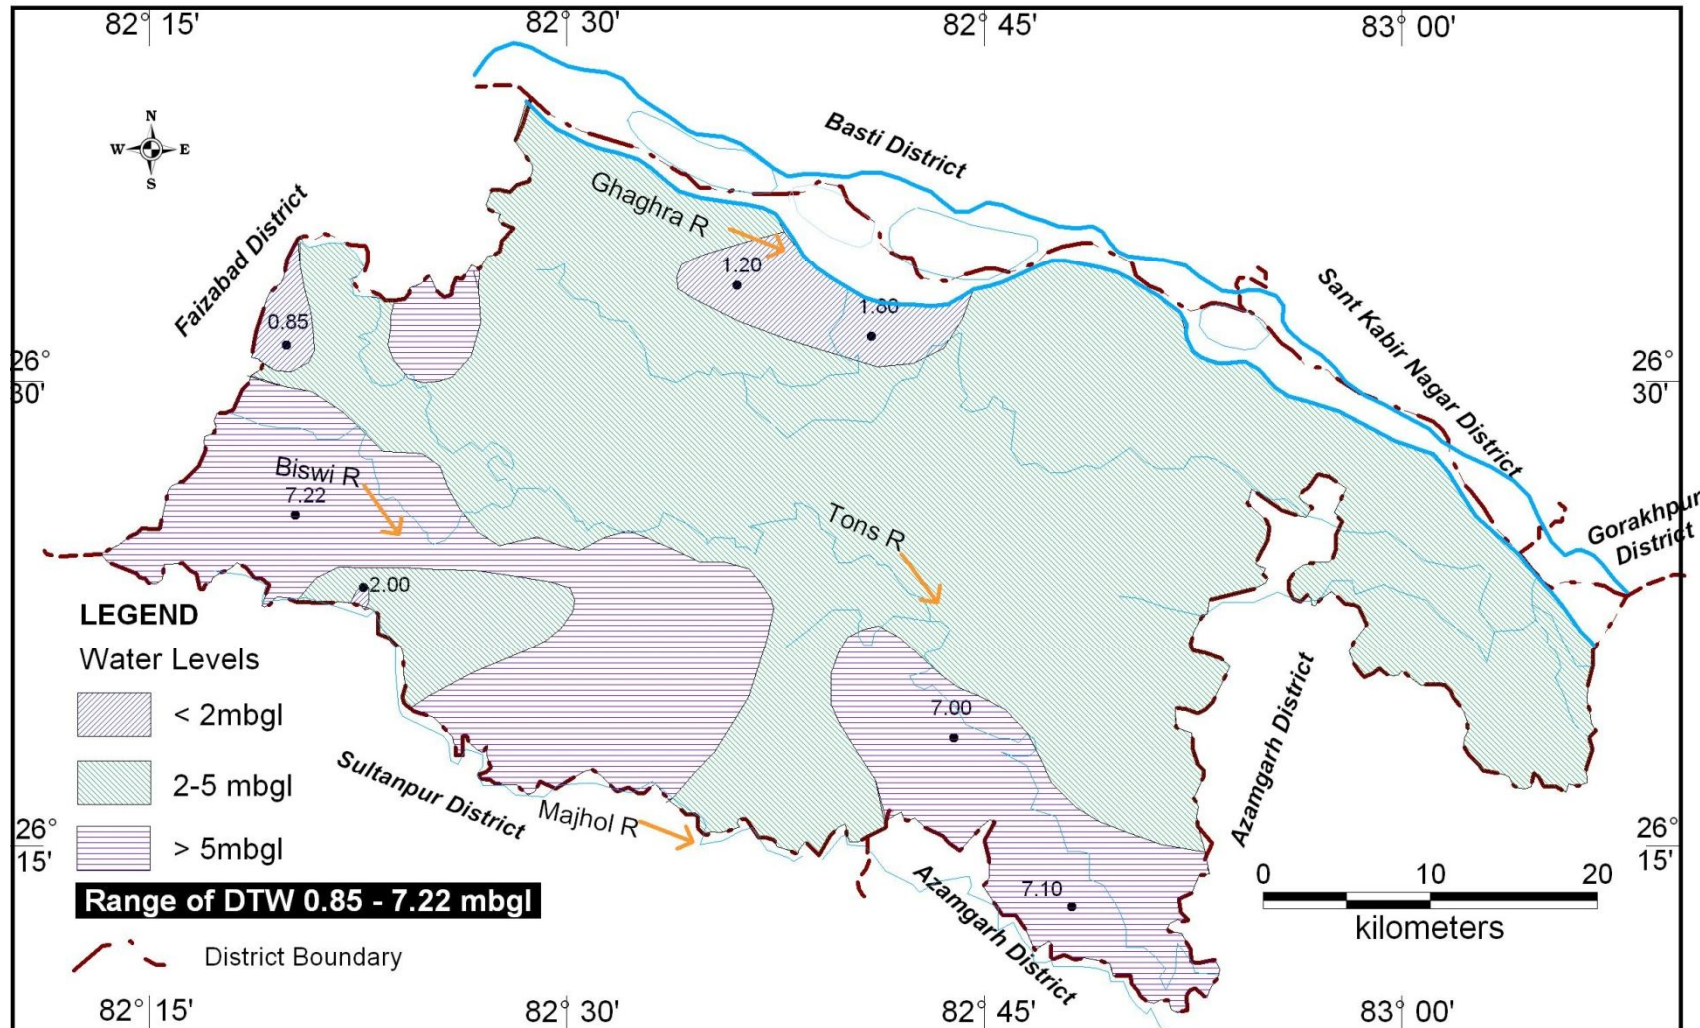 82° 15'
82° 30'
82° 45'
83° 00'
N
W E
S
Basti District
Ghaghra R
Faizabad District
Sant Kabir Nagar District
1.20
1.80
0.85
26°
30'
26°
30'
Biswi R
7.22
Tons R
Gorakhpur
District
2.00
LEGEND
Water Levels
< 2mbgl
2-5 mbgl
> 5mbgl
Range of DTW 0.85 - 7.22 mbgl
District Boundary
7.00
Azamgarh District
Sultanpur District
Majhol R
26°
15'
26°
15'
7.10
Azamgarh District
0 10 20
kilometers
82° 15'
82° 30'
82° 45'
83° 00'